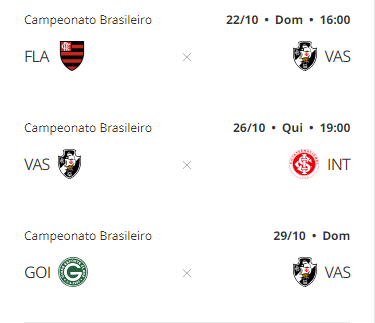 Campeonato Brasileiro 22/10 • Dom • 16:00
FLA × VAS
Campeonato Brasileiro 26/10 • Qui • 19:00
VAS × INT
Campeonato Brasileiro 29/10 • Dom
GOI × VAS